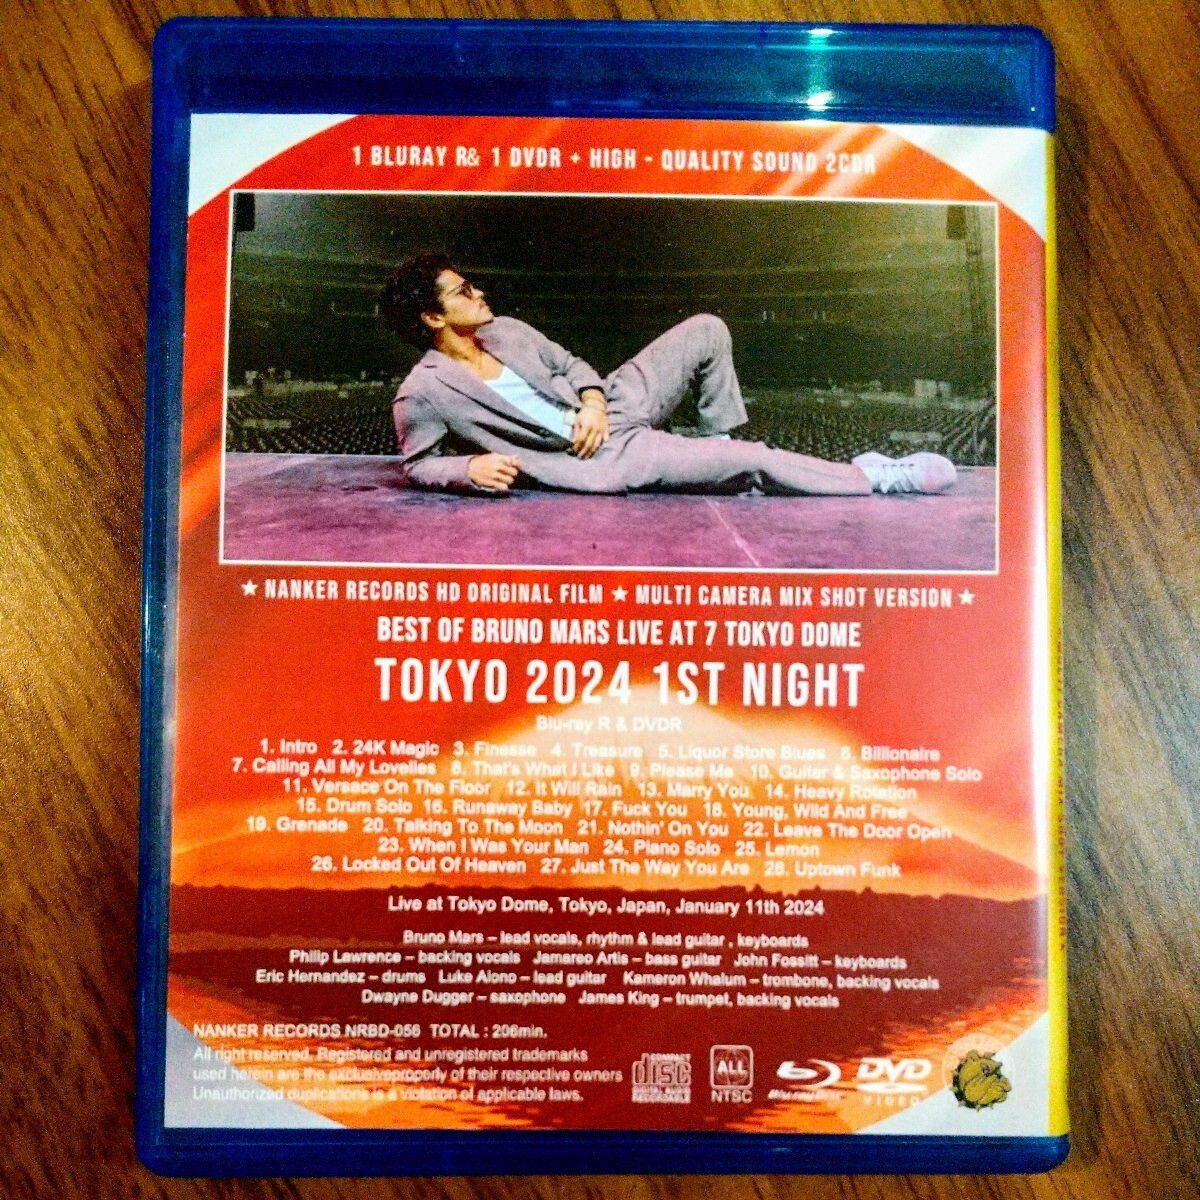 1 BLURAY R& 1 DVDR + HIGH - QUALITY SOUND 2CDR
★ NANKER RECORDS HD ORIGINAL FILM ★ MULTI CAMERA MIX SHOT VERSION ★
BEST OF BRUNO MARS LIVE AT 7 TOKYO DOME
TOKYO 2024 1ST NIGHT
Blu-ray R & DVDR
1. Intro 2. 24K Magic 3. Finesse 4. Treasure 5. Liquor Store Blues 6. Billionaire
7. Calling All My Lovelies 8. That's What I Like 9. Please Me 10. Guitar & Saxophone Solo
11. Versace On The Floor 12. It Will Rain 13. Marry You 14. Heavy Rotation
15. Drum Solo 16. Runaway Baby 17. Fuck You 18. Young, Wild And Free
19. Grenade 20. Talking To The Moon 21. Nothin' On You 22. Leave The Door Open
23. When I Was Your Man 24. Piano Solo 25. Lemon
26. Locked Out Of Heaven 27. Just The Way You Are 28. Uptown Funk
Live at Tokyo Dome, Tokyo, Japan, January 11th 2024
Bruno Mars – lead vocals, rhythm & lead guitar , keyboards
Philip Lawrence – backing vocals Jamareo Artis – bass guitar John Fossitt – keyboards
Eric Hernandez – drums Luke Aiono – lead guitar Kameron Whalum – trombone, backing vocals
Dwayne Dugger – saxophone James King – trumpet, backing vocals
NANKER RECORDS NRBD-056 TOTAL : 206min.
All right reserved. Registered and unregistered trademarks
used herein are the exclusiveproperly of their respective owners
Unauthorized duplications is a violation of applicable laws.
COMPACT
disc
DIGITAL AUDIO
Recordable
ALL
NTSC
Blu-ray Disc
DVD
VIDEO